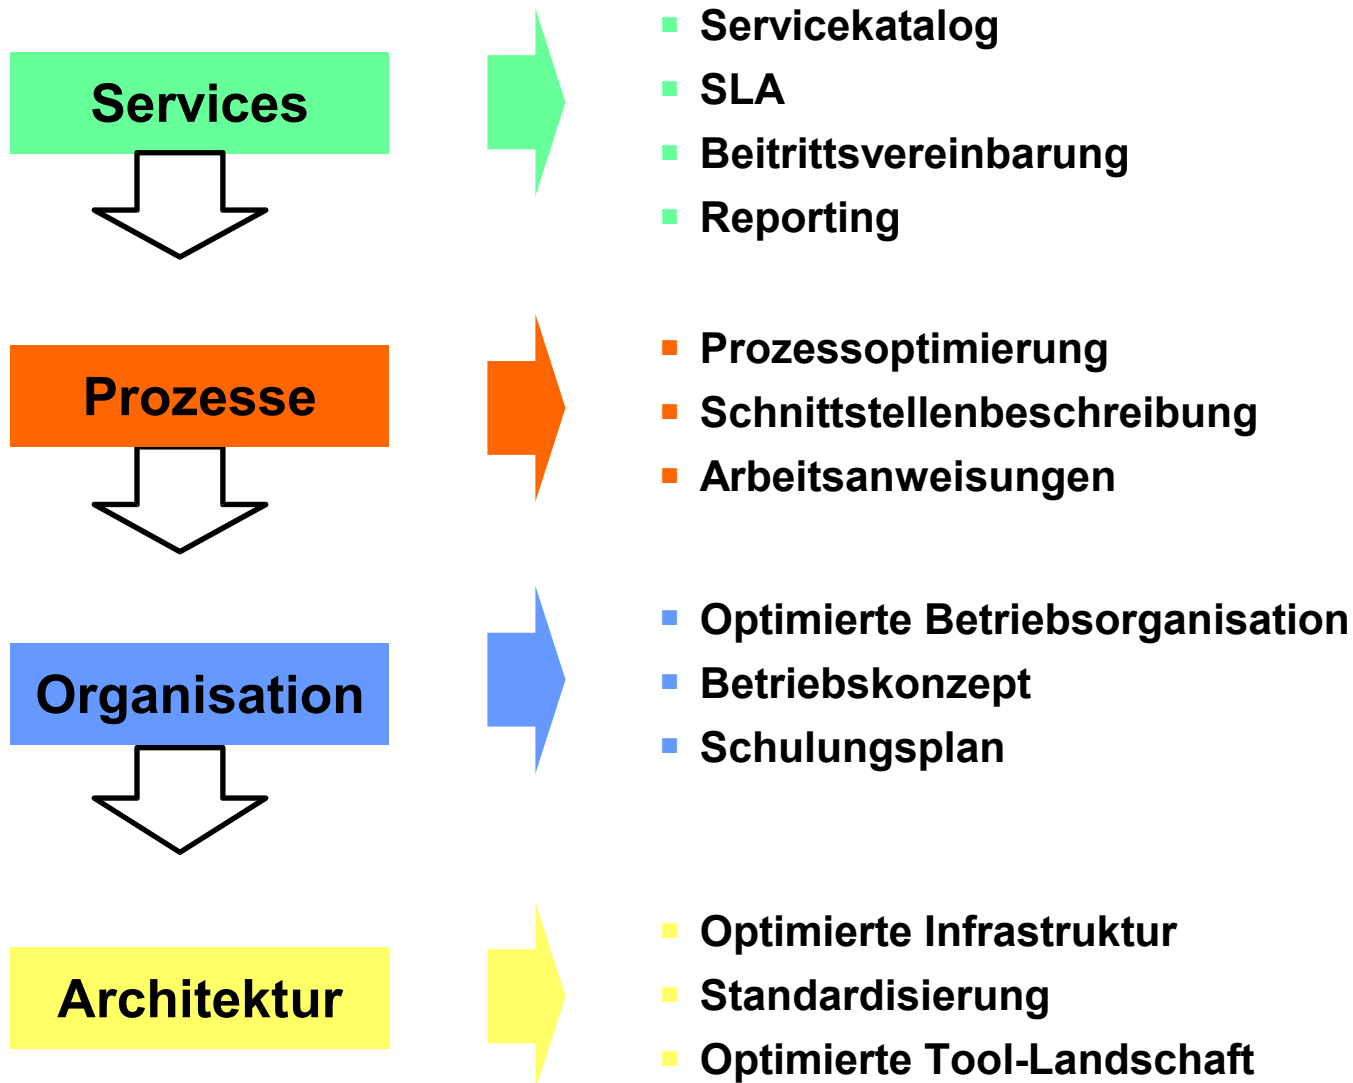 Services
Servicekatalog
SLA
Beitrittsvereinbarung
Reporting
Prozesse
Prozessoptimierung
Schnittstellenbeschreibung
Arbeitsanweisungen
Organisation
Optimierte Betriebsorganisation
Betriebskonzept
Schulungsplan
Architektur
Optimierte Infrastruktur
Standardisierung
Optimierte Tool-Landschaft